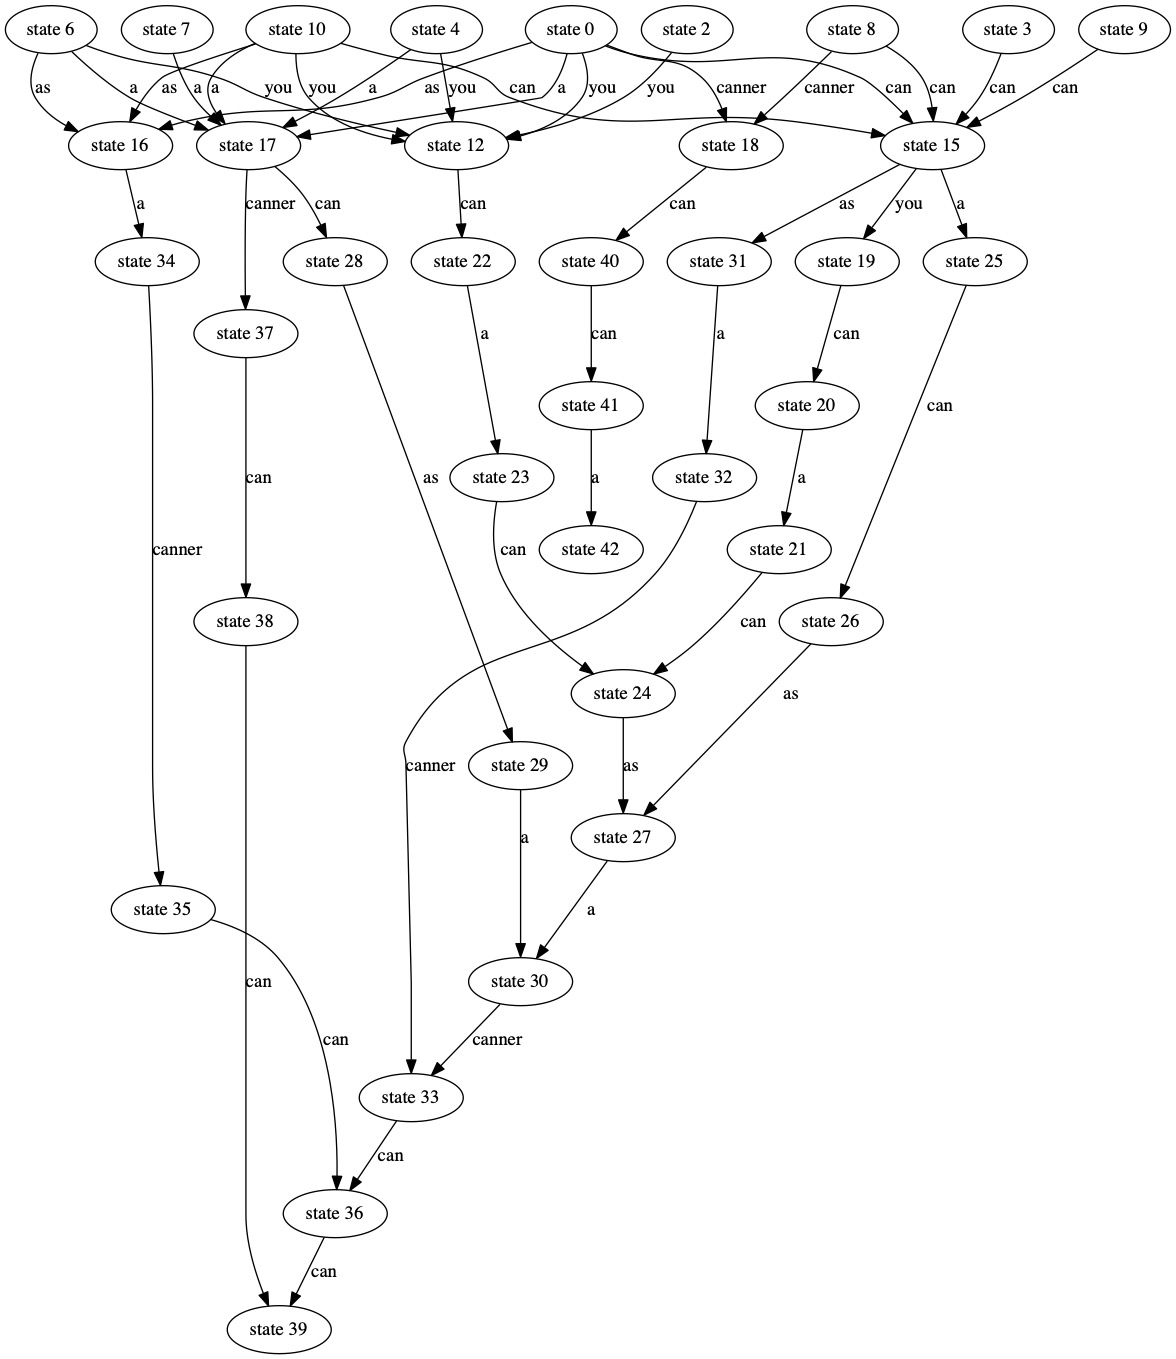 state 6
state 7
state 10
state 4
state 0
state 2
state 8
state 3
state 9
as
a
you
a
as
a
you
can
a
you
as
a
you
canner
can
you
canner
can
can
can
state 16
state 17
state 12
state 18
state 15
a
canner
can
can
can
as
you
a
state 34
state 28
state 22
state 40
state 31
state 19
state 25
state 37
a
can
a
can
state 41
state 20
can
can
as
a
a
state 23
state 32
canner
can
state 42
state 21
can
state 38
state 26
state 24
as
canner
as
state 29
state 27
a
a
state 35
can
state 30
can
canner
state 33
can
state 36
can
state 39